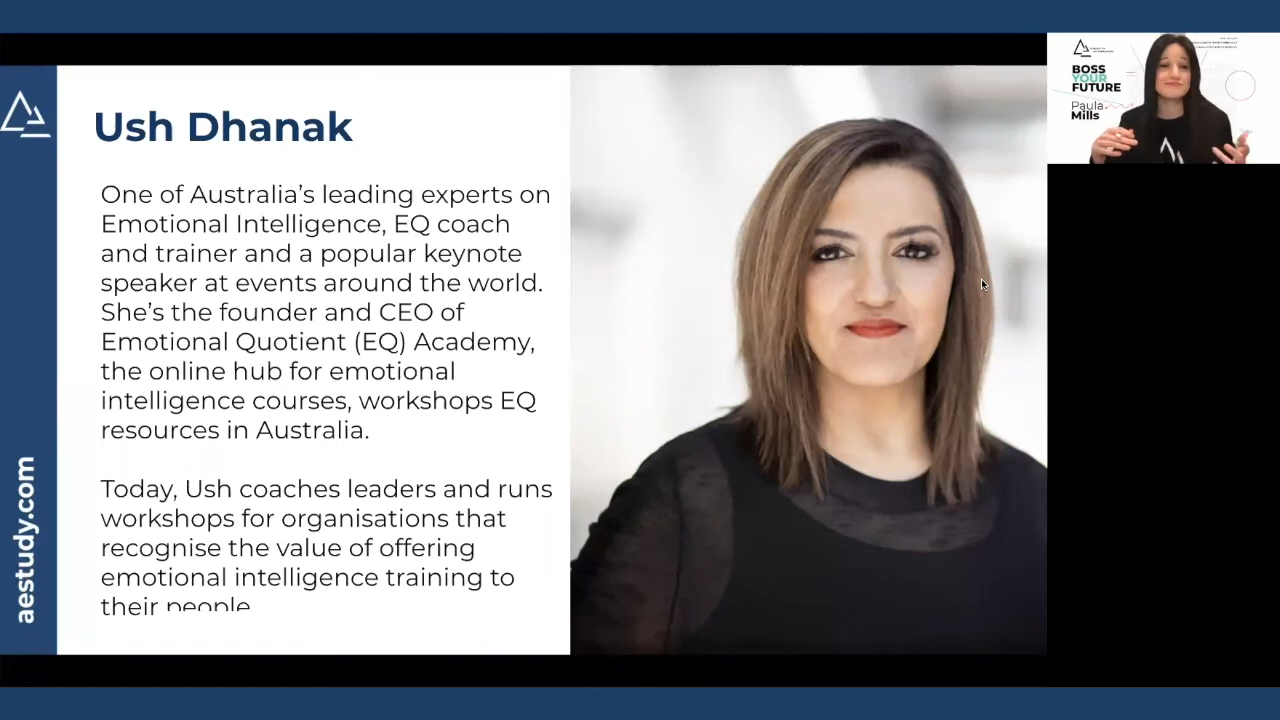 Ush Dhanak
One of Australia's leading experts on
Emotional Intelligence, EQ coach
and trainer and a popular keynote
speaker at events around the world.
She's the founder and CEO of
Emotional Quotient (EQ) Academy,
the online hub for emotional
intelligence courses, workshops EQ
resources in Australia.
Today, Ush coaches leaders and runs
workshops for organisations that
recognise the value of offering
emotional intelligence training to
their people
aestudy.com
BOSS
YOUR
FUTURE
Paula
Mills